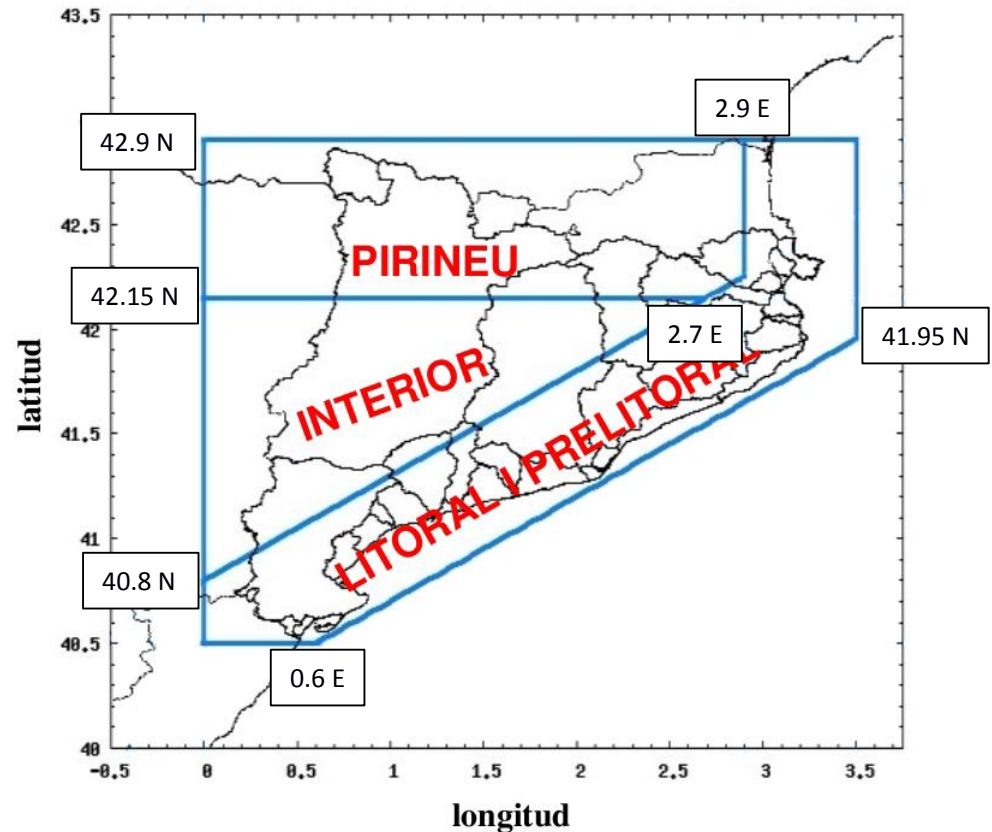 43.5
2.9 E
42.9 N
42.5
PIRINEU
42.15 N
42
2.7 E
41.95 N
latitud
INTERIOR
LITORAL I PRELITORAL
41.5
41
40.8 N
40.5
0.6 E
40
-0.5 0 0.5 1 1.5 2 2.5 3 3.5
longitud